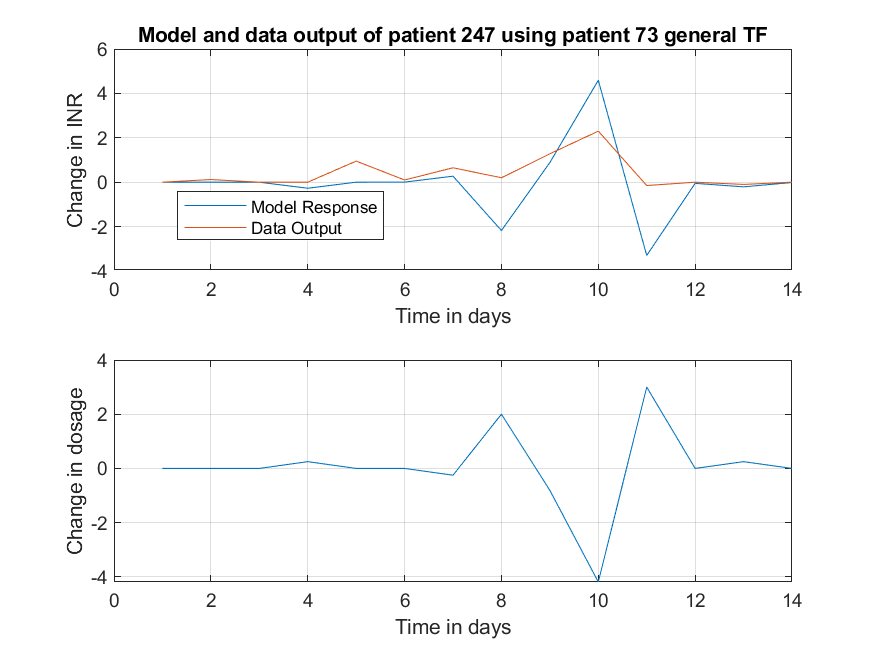 Model and data output of patient 247 using patient 73 general TF
6
4
2
0
-2
-4
Change in INR
Model Response
Data Output
0 2 4 6 8 10 12 14
Time in days
4
2
0
-2
-4
Change in dosage
0 2 4 6 8 10 12 14
Time in days